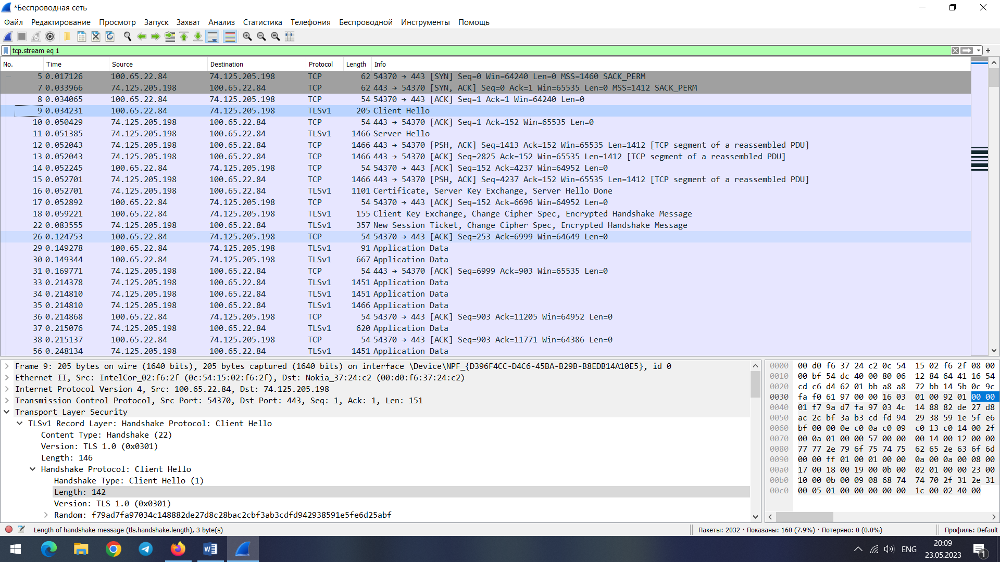 *Беспроводная сеть
Файл Редактирование Просмотр Запуск Захват Анализ Статистика Телефония Беспроводной Инструменты Помощь
tcp.stream eq 1
No. Time Source Destination Protocol Length Info
5 0.017126 100.65.22.84 74.125.205.198 TCP 62 54370 → 443 [SYN] Seq=0 Win=64240 Len=0 MSS=1460 SACK_PERM
7 0.033966 74.125.205.198 100.65.22.84 TCP 62 443 → 54370 [SYN, ACK] Seq=0 Ack=1 Win=65535 Len=0 MSS=1412 SACK_PERM
8 0.034065 100.65.22.84 74.125.205.198 TCP 54 54370 → 443 [ACK] Seq=1 Ack=1 Win=64240 Len=0
9 0.034231 100.65.22.84 74.125.205.198 TLSv1 205 Client Hello
10 0.050429 74.125.205.198 100.65.22.84 TCP 54 443 → 54370 [ACK] Seq=1 Ack=152 Win=65535 Len=0
11 0.051385 74.125.205.198 100.65.22.84 TLSv1 1466 Server Hello
12 0.052043 74.125.205.198 100.65.22.84 TCP 1466 443 → 54370 [PSH, ACK] Seq=1413 Ack=152 Win=65535 Len=1412 [TCP segment of a reassembled PDU]
13 0.052043 74.125.205.198 100.65.22.84 TCP 1466 443 → 54370 [ACK] Seq=2825 Ack=152 Win=65535 Len=1412 [TCP segment of a reassembled PDU]
14 0.052245 100.65.22.84 74.125.205.198 TCP 54 54370 → 443 [ACK] Seq=152 Ack=4237 Win=64952 Len=0
15 0.052701 74.125.205.198 100.65.22.84 TCP 1466 443 → 54370 [PSH, ACK] Seq=4237 Ack=152 Win=65535 Len=1412 [TCP segment of a reassembled PDU]
16 0.052701 74.125.205.198 100.65.22.84 TLSv1 1101 Certificate, Server Key Exchange, Server Hello Done
17 0.052892 100.65.22.84 74.125.205.198 TCP 54 54370 → 443 [ACK] Seq=152 Ack=6696 Win=64952 Len=0
18 0.059221 100.65.22.84 74.125.205.198 TLSv1 155 Client Key Exchange, Change Cipher Spec, Encrypted Handshake Message
22 0.083555 74.125.205.198 100.65.22.84 TLSv1 357 New Session Ticket, Change Cipher Spec, Encrypted Handshake Message
26 0.124753 100.65.22.84 74.125.205.198 TCP 54 54370 → 443 [ACK] Seq=253 Ack=6999 Win=64649 Len=0
29 0.149278 100.65.22.84 74.125.205.198 TLSv1 91 Application Data
30 0.149344 100.65.22.84 74.125.205.198 TLSv1 667 Application Data
31 0.169771 74.125.205.198 100.65.22.84 TCP 54 443 → 54370 [ACK] Seq=6999 Ack=903 Win=65535 Len=0
33 0.214378 74.125.205.198 100.65.22.84 TLSv1 1451 Application Data
34 0.214810 74.125.205.198 100.65.22.84 TLSv1 1451 Application Data
35 0.214810 74.125.205.198 100.65.22.84 TLSv1 1466 Application Data
36 0.214868 100.65.22.84 74.125.205.198 TCP 54 54370 → 443 [ACK] Seq=903 Ack=11205 Win=64952 Len=0
37 0.215076 74.125.205.198 100.65.22.84 TLSv1 620 Application Data
38 0.215137 100.65.22.84 74.125.205.198 TCP 54 54370 → 443 [ACK] Seq=903 Ack=11771 Win=64386 Len=0
56 0.248134 74.125.205.198 100.65.22.84 TLSv1 1451 Application Data
Frame 9: 205 bytes on wire (1640 bits), 205 bytes captured (1640 bits) on interface \Device\NPF_{D396F4CC-D4C6-45BA-B29B-B8EDB14A10E5}, id 0
Ethernet II, Src: IntelCor_02:f6:2f (0c:54:15:02:f6:2f), Dst: Nokia_37:24:c2 (00:d0:f6:37:24:c2)
Internet Protocol Version 4, Src: 100.65.22.84, Dst: 74.125.205.198
Transmission Control Protocol, Src Port: 54370, Dst Port: 443, Seq: 1, Ack: 1, Len: 151
Transport Layer Security
TLSv1 Record Layer: Handshake Protocol: Client Hello
Content Type: Handshake (22)
Version: TLS 1.0 (0x0301)
Length: 146
Handshake Protocol: Client Hello
Handshake Type: Client Hello (1)
Length: 142
Version: TLS 1.0 (0x0301)
Random: f79ad7fa97034c148882de27d8c28bac2cbf3ab3cdfd942938591e5fe6d25abf
0000 00 d0 f6 37 24 c2 0c 54 15 02 f6 2f 08 00
0010 00 bf 54 dc 40 00 80 06 12 84 64 41 16 54
0020 cd c6 d4 62 01 bb a8 a8 72 bb 14 5b 0c 9c
0030 fa f0 61 97 00 00 16 03 01 00 92 01 00 00
0040 01 f7 9a d7 fa 97 03 4c 14 88 82 de 27 d8
0050 ac 2c bf 3a b3 cd fd 94 29 38 59 1e 5f e6
0060 bf 00 00 0e c0 0a c0 09 c0 13 c0 14 00 2f
0070 00 0a 01 00 00 57 00 00 00 14 00 12 00 00
0080 77 77 2e 79 6f 75 74 75 62 65 2e 63 6f 6d
0090 00 00 ff 01 00 01 00 00 0a 00 0a 00 08 00
00a0 17 00 18 00 19 00 0b 00 02 01 00 00 23 00
00b0 10 00 0b 00 09 08 68 74 74 70 2f 31 2e 31
00c0 00 05 01 00 00 00 00 00 1c 00 02 40 00
Length of handshake message (tls.handshake.length), 3 byte(s)
Пакеты: 2032 · Показаны: 160 (7.9%) · Потеряно: 0 (0.0%)
Профиль: Default
ENG
20:09
23.05.2023
1